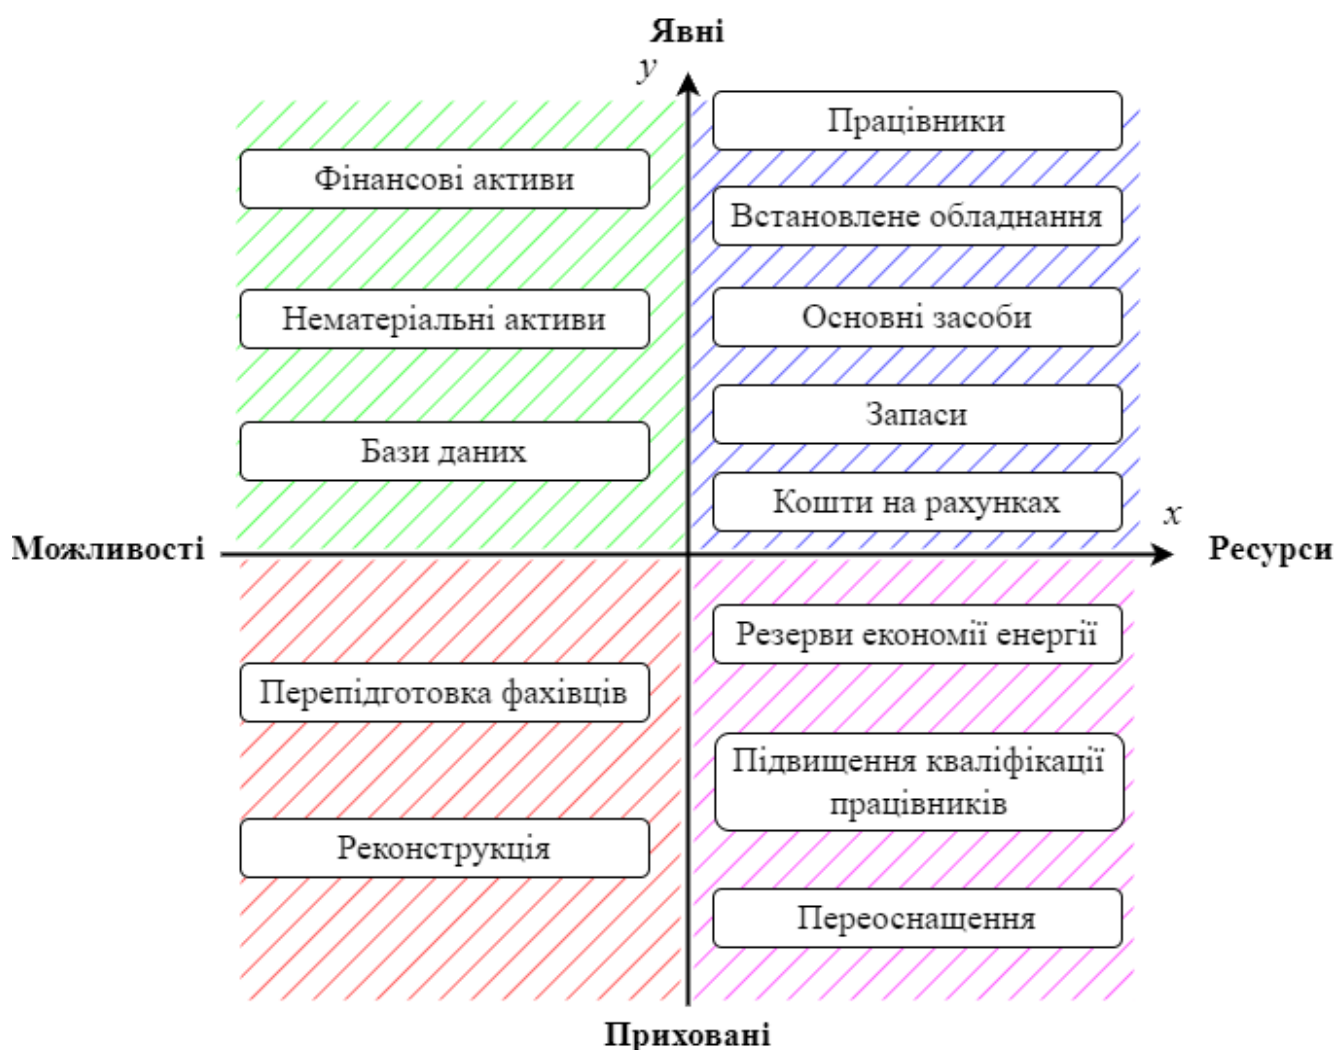 Явні
y
Працівники
Фінансові активи
Встановлене обладнання
Нематеріальні активи
Основні засоби
Запаси
Бази даних
Кошти на рахунках
x
Можливості
Ресурси
Резерви економії енергії
Перепідготовка фахівців
Підвищення кваліфікації
працівників
Реконструкція
Переоснащення
Приховані